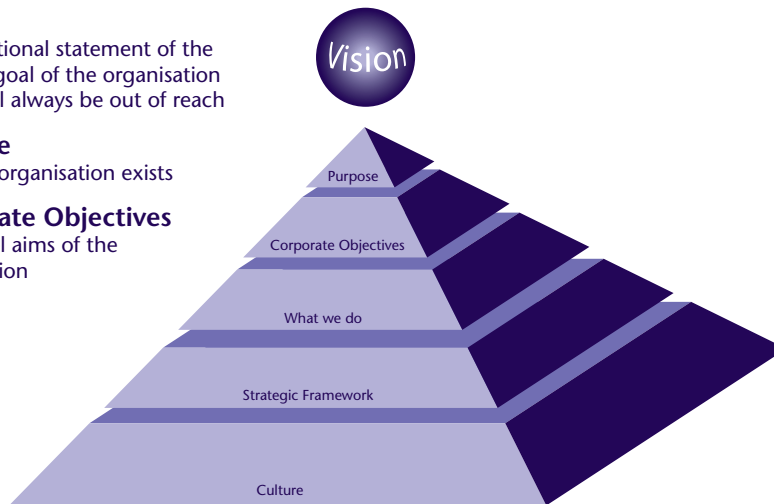 Vision
tional statement of the
goal of the organisation
l always be out of reach
e
organisation exists
ate Objectives
l aims of the
ion
Purpose
Corporate Objectives
What we do
Strategic Framework
Culture